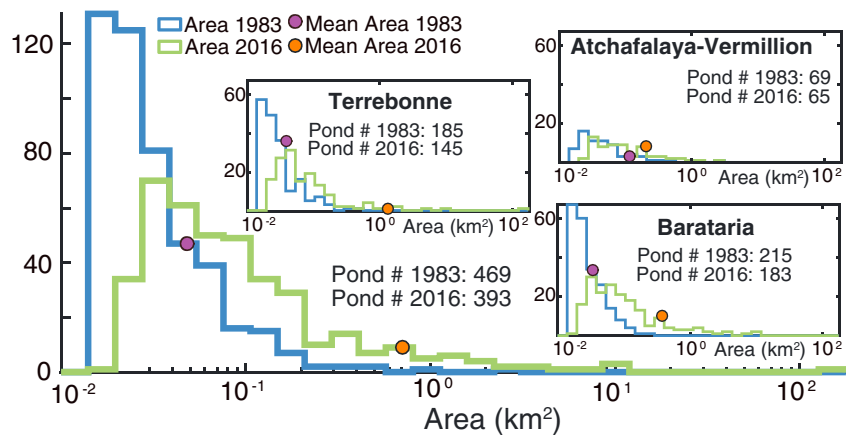 120
80
40
0
10-2
10-1
10⁰
10¹
10²
Area (km²)
Area 1983
Mean Area 1983
Area 2016
Mean Area 2016
Pond # 1983: 469
Pond # 2016: 393
Terrebonne
Pond # 1983: 185
Pond # 2016: 145
60
20
10-2
10⁰
10²
Area (km²)
Atchafalaya-Vermillion
Pond # 1983: 69
Pond # 2016: 65
60
20
10-2
10⁰
10²
Area (km²)
Barataria
Pond # 1983: 215
Pond # 2016: 183
60
20
10-2
10⁰
10²
Area (km²)